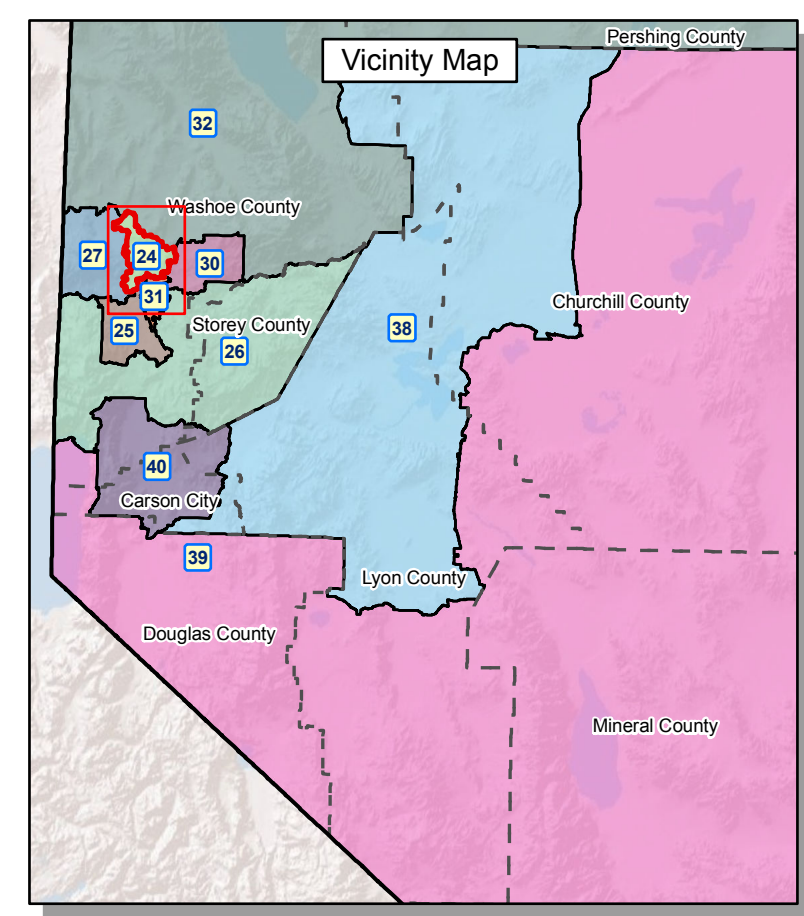 Pershing County
Vicinity Map
32
Washoe County
27
24
30
31
Churchill County
25
Storey County
38
26
40
Carson City
39
Lyon County
Douglas County
Mineral County